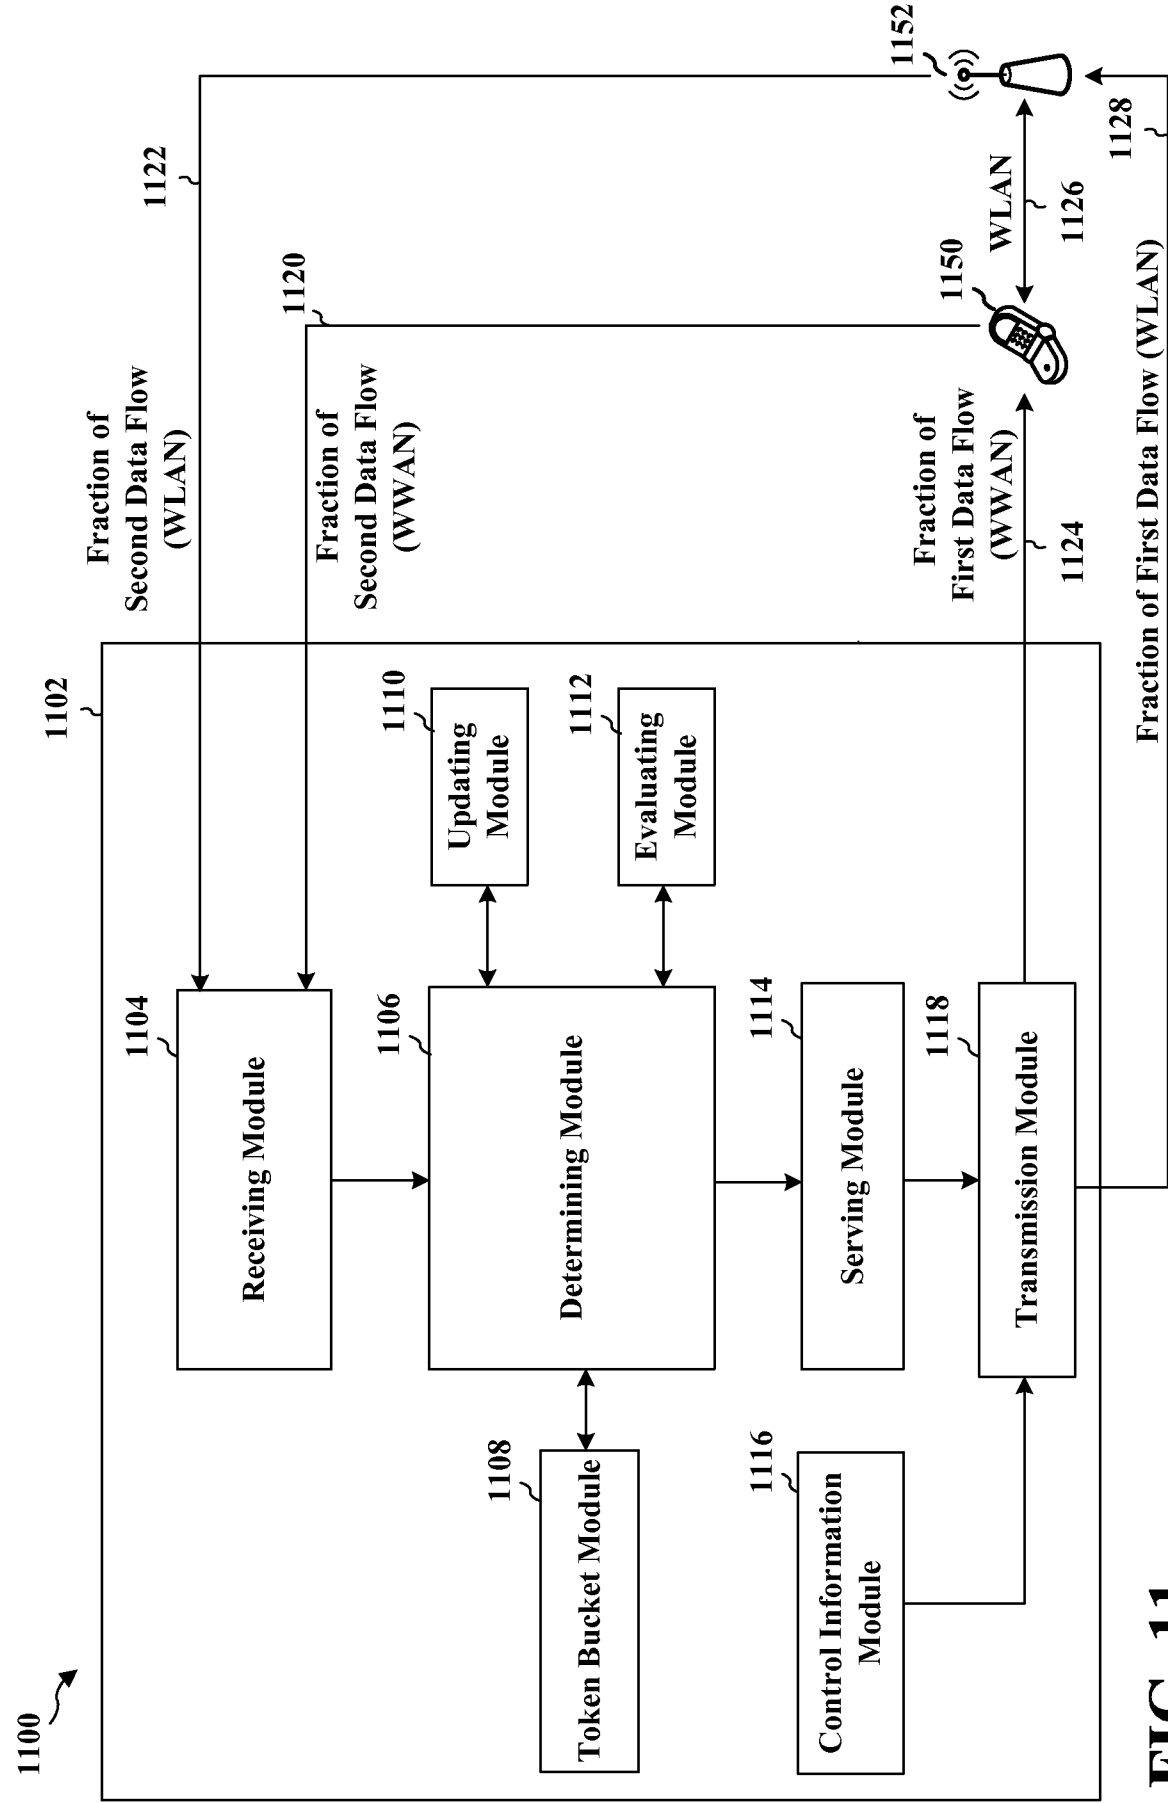 1100
1102
1122
Fraction of
Second Data Flow
(WLAN)
1120
Fraction of
Second Data Flow
(WWAN)
1104
Receiving Module
1106
Determining Module
1108
Token Bucket Module
1110
Updating
Module
1112
Evaluating
Module
1114
Serving Module
1116
Control Information
Module
1118
Transmission Module
Fraction of
First Data Flow
(WWAN)
1124
1150
WLAN
1126
1152
1128
Fraction of First Data Flow (WLAN)
FIG. 11